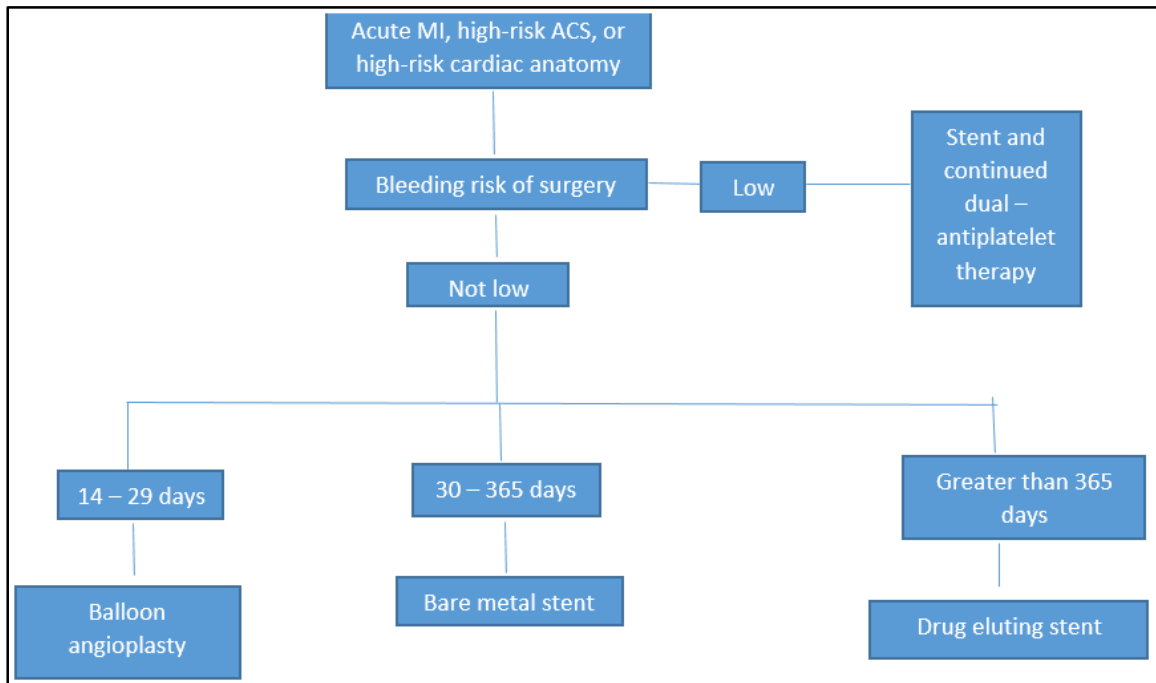 Acute MI, high-risk ACS, or
high-risk cardiac anatomy
Bleeding risk of surgery
Low
Stent and
continued
dual –
antiplatelet
therapy
Not low
14 – 29 days
30 – 365 days
Greater than 365
days
Balloon
angioplasty
Bare metal stent
Drug eluting stent